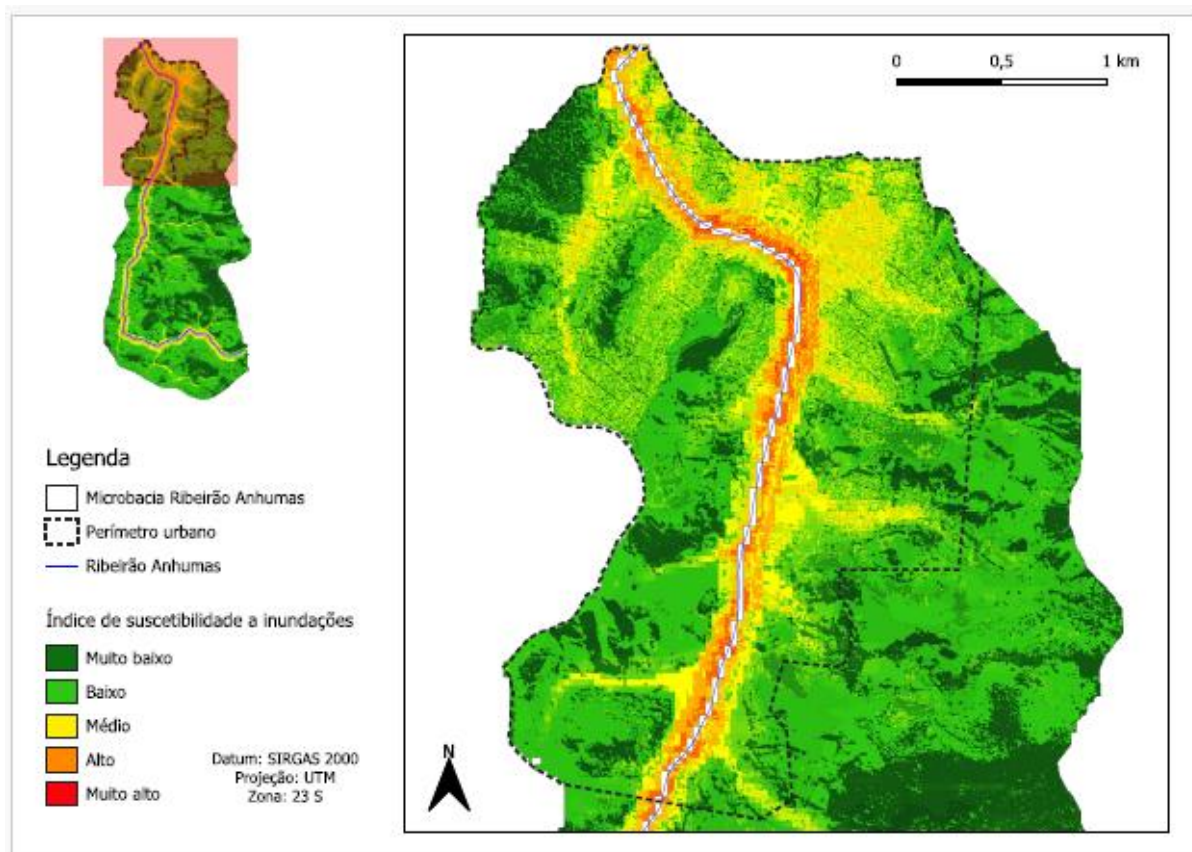 0 0,5 1 km
Legenda
Microbacia Ribeirão Anhumas
Perímetro urbano
Ribeirão Anhumas
Índice de suscetibilidade a inundações
Muito baixo
Baixo
Médio
Alto
Muito alto
Datum: SIRGAS 2000
Projeção: UTM
Zona: 23 S
N